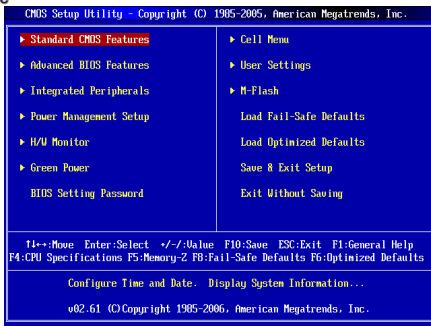 CMOS Setup Utility - Copyright (C) 1985-2005, American Megatrends, Inc.
▶ Standard CMOS Features
▶ Advanced BIOS Features
▶ Integrated Peripherals
▶ Power Management Setup
▶ H/W Monitor
▶ Green Power
BIOS Setting Password
▶ Cell Menu
▶ User Settings
▶ M-Flash
Load Fail-Safe Defaults
Load Optimized Defaults
Save & Exit Setup
Exit Without Saving
↑↓←→:Move Enter:Select +/-/:Value F10:Save ESC:Exit F1:General Help
F4:CPU Specifications F5:Memory-Z F8:Fail-Safe Defaults F6:Optimized Defaults
Configure Time and Date. Display System Information...
v02.61 (C)Copyright 1985-2006, American Megatrends, Inc.